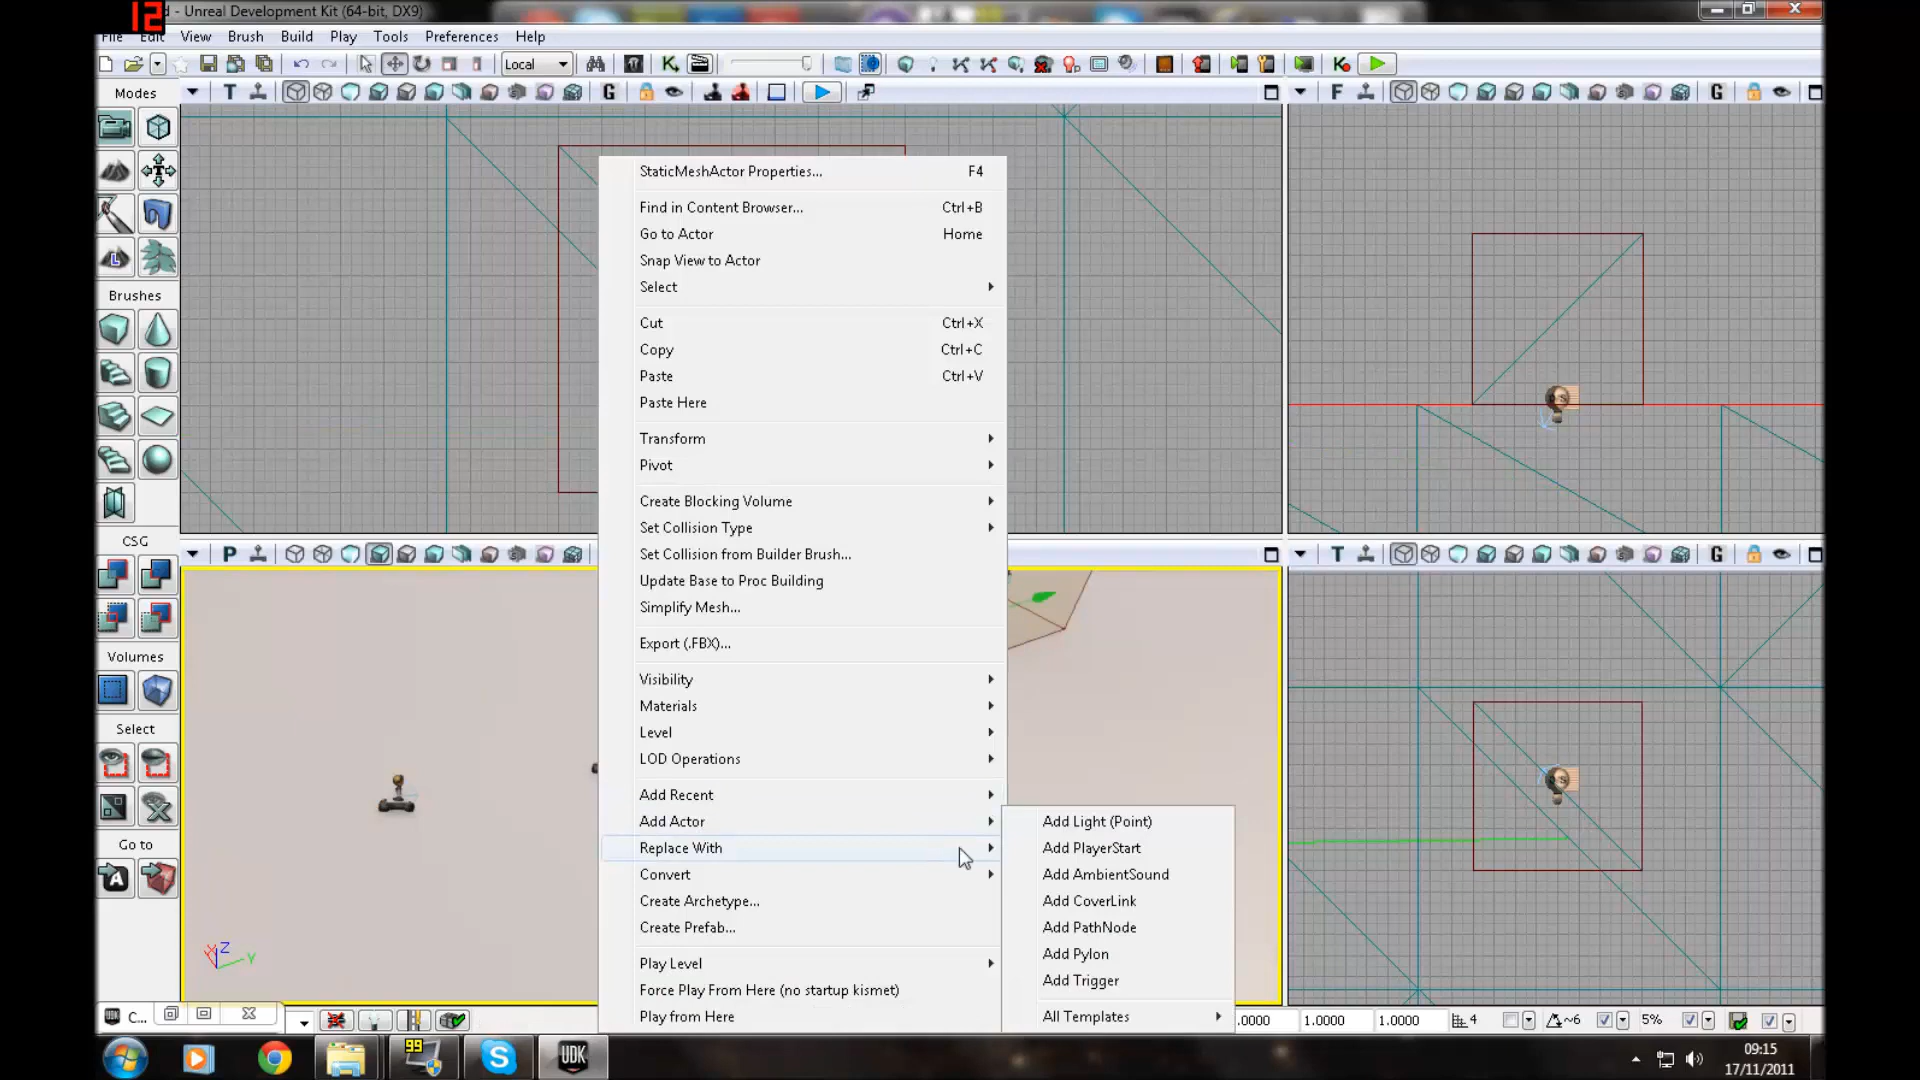 12
d - Unreal Development Kit (64-bit, DX9)
File Edit View Brush Build Play Tools Preferences Help
Local
Modes
T G F G
StaticMeshActor Properties... F4
Find in Content Browser... Ctrl+B
Go to Actor Home
Snap View to Actor
Select
Cut Ctrl+X
Copy Ctrl+C
Paste Ctrl+V
Paste Here
Transform
Pivot
Create Blocking Volume
Set Collision Type
Set Collision from Builder Brush...
Update Base to Proc Building
Simplify Mesh...
Export (.FBX)...
Visibility
Materials
Level
LOD Operations
Add Recent
Add Actor
Replace With
Convert
Create Archetype...
Create Prefab...
Play Level
Force Play From Here (no startup kismet)
Play from Here
Add Light (Point)
Add PlayerStart
Add AmbientSound
Add CoverLink
Add PathNode
Add Pylon
Add Trigger
All Templates
Brushes
CSG
P T G
Volumes
Select
Go to
A
X Z Y
UDK C...
.0000 1.0000 1.0000 4 ~6 5%
99
S
UDK
09:15
17/11/2011